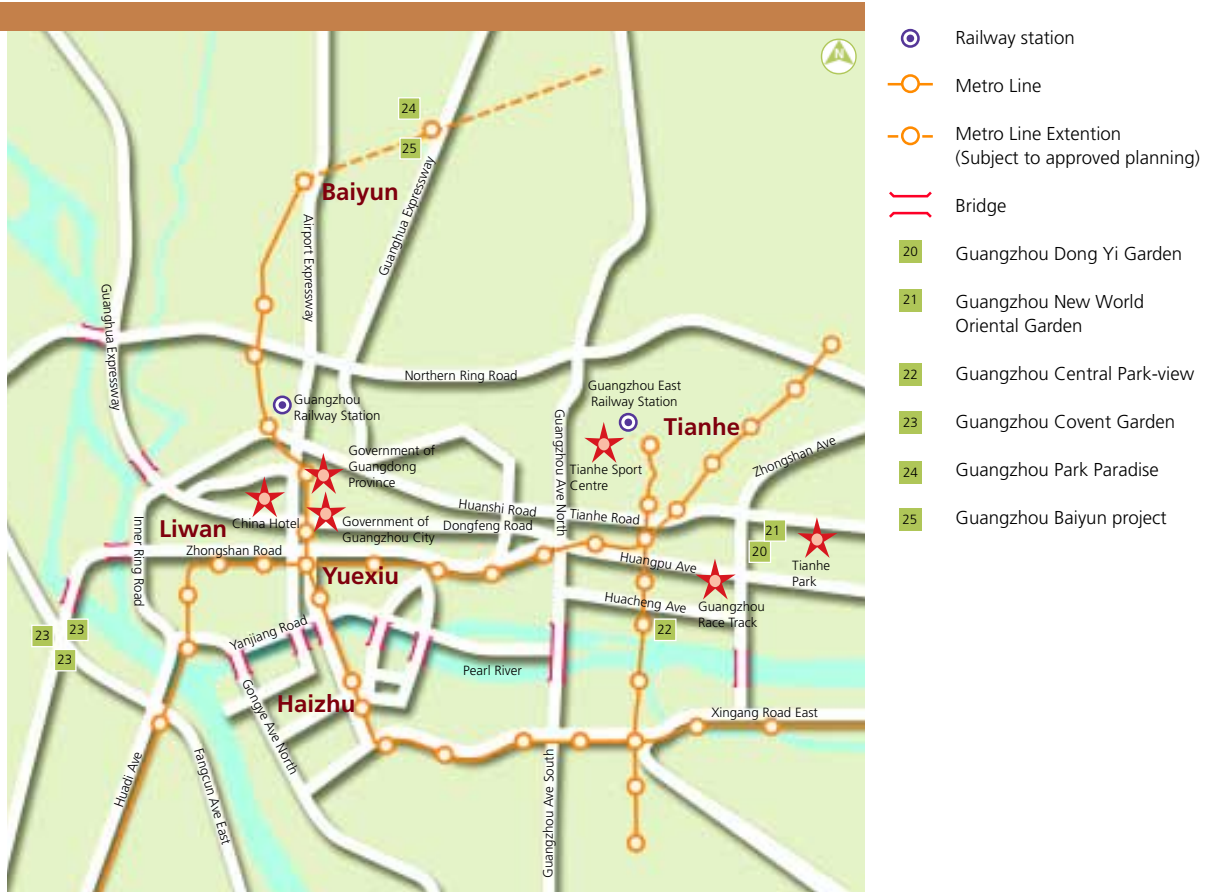 N
24
25
Baiyun
Airport Expressway
Guanghua Expressway
Guanghua Expressway
Northern Ring Road
Guangzhou
Railway Station
Guangzhou East
Railway Station
Tianhe
Tianhe Sport
Centre
Guangzhou Ave North
Zhongshan Ave
Government of
Guangdong
Province
China Hotel
Government of
Guangzhou City
Huanshi Road
Dongfeng Road
Tianhe Road
Liwan
Inner Ring Road
Zhongshan Road
Yuexiu
Huangpu Ave
21
20
Tianhe
Park
Huacheng Ave
Guangzhou
Race Track
22
23
23
23
Yanjiang Road
Pearl River
Haizhu
Gongye Ave North
Xingang Road East
Huadi Ave
Fangcun Ave East
Guangzhou Ave South
Railway station
Metro Line
Metro Line Extention
(Subject to approved planning)
Bridge
20 Guangzhou Dong Yi Garden
21 Guangzhou New World
Oriental Garden
22 Guangzhou Central Park-view
23 Guangzhou Covent Garden
24 Guangzhou Park Paradise
25 Guangzhou Baiyun project